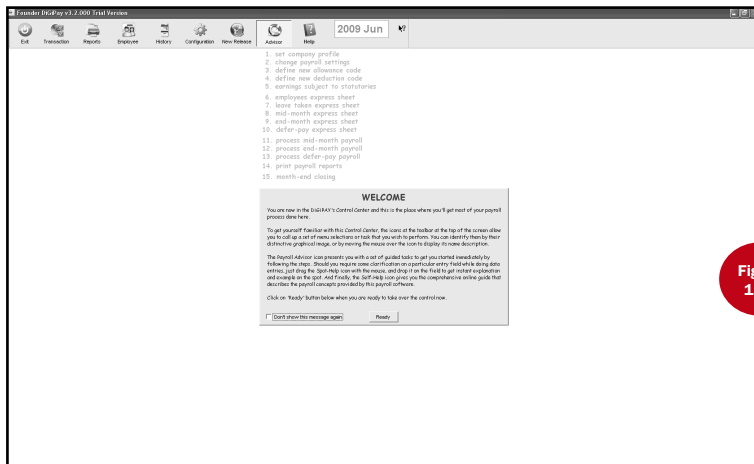 Founder DiGiPay v3.2.000 Trial Version
Exit Transaction Reports Employee History Configuration New Release Advisor Help 2009 Jun
1. set company profile
2. change payroll settings
3. define new allowance code
4. define new deduction code
5. earnings subject to statutories
6. employees express sheet
7. leave taken express sheet
8. mid-month express sheet
9. end-month express sheet
10. defer-pay express sheet
11. process mid-month payroll
12. process end-month payroll
13. process defer-pay payroll
14. print payroll reports
15. month-end closing
WELCOME
You are now in the DiGiPAY's Control Center and this is the place where you'll get most of your payroll
process done here.
To get yourself familiar with this Control Center, the icons at the toolbar at the top of the screen allow
you to call up a set of menu selections or task that you wish to perform. You can identify them by their
distinctive graphical image, or by moving the mouse over the icon to display its name description.
The Payroll Advisor icon presents you with a set of guided tasks to get you started immediately by
following the steps. Should you require some clarification on a particular entry field while doing data
entries, just drag the Spot-Help icon with the mouse, and drop it on the field to get instant explanation
and example on the spot. And finally, the Self-Help icon gives you the comprehensive online guide that
describes the payroll concepts provided by this payroll software.
Click on 'Ready' button below when you are ready to take over the control now.
Don't show this message again Ready
Fig
1